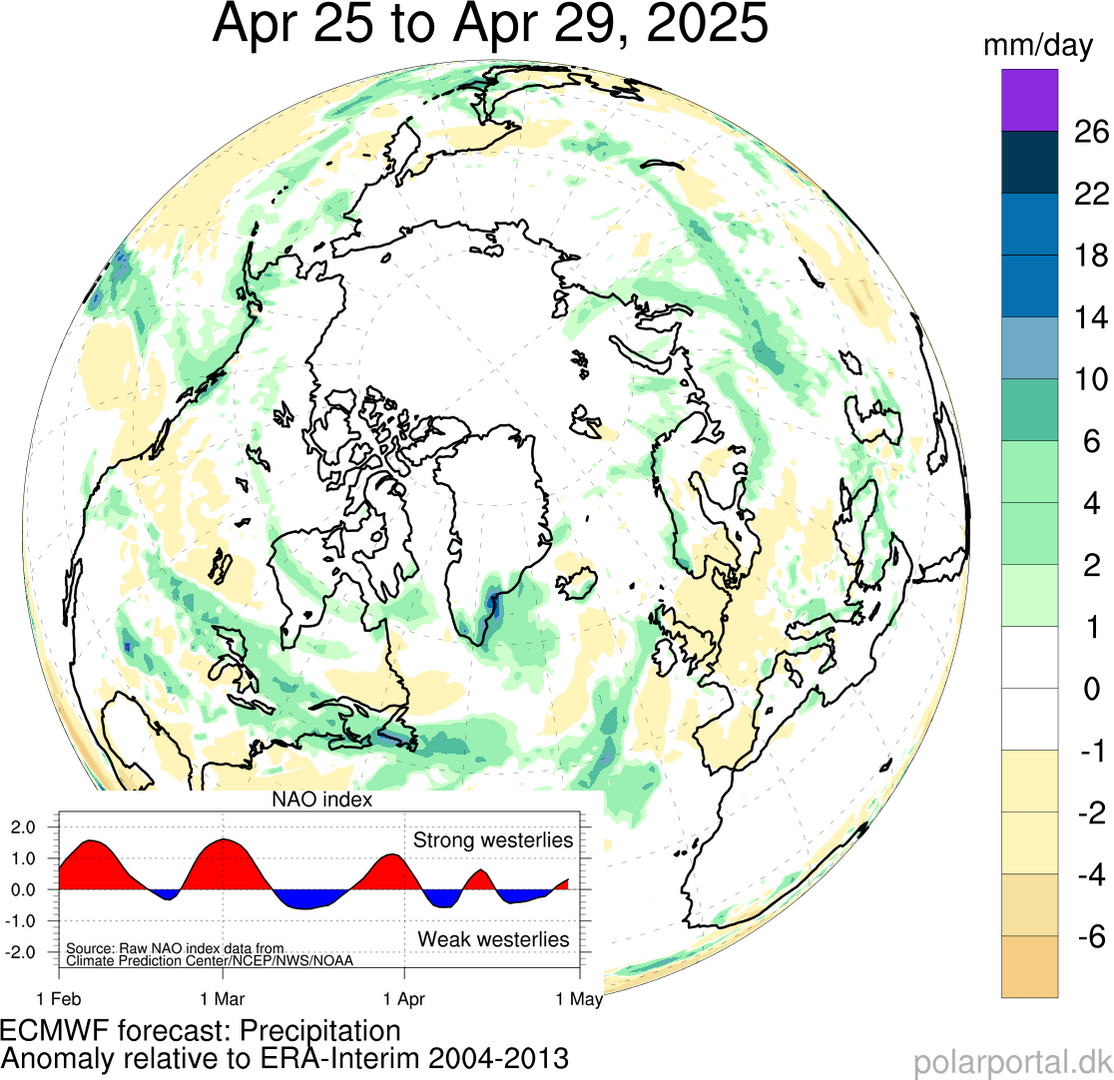 Apr 25 to Apr 29, 2025
mm/day
26
22
18
14
10
6
4
2
1
0
-1
-2
-4
-6
NAO index
2.0
1.0
0.0
-1.0
-2.0
Strong westerlies
Weak westerlies
Source: Raw NAO index data from
Climate Prediction Center/NCEP/NWS/NOAA
1 Feb 1 Mar 1 Apr 1 May
ECMWF forecast: Precipitation
Anomaly relative to ERA-Interim 2004-2013
polarportal.dk